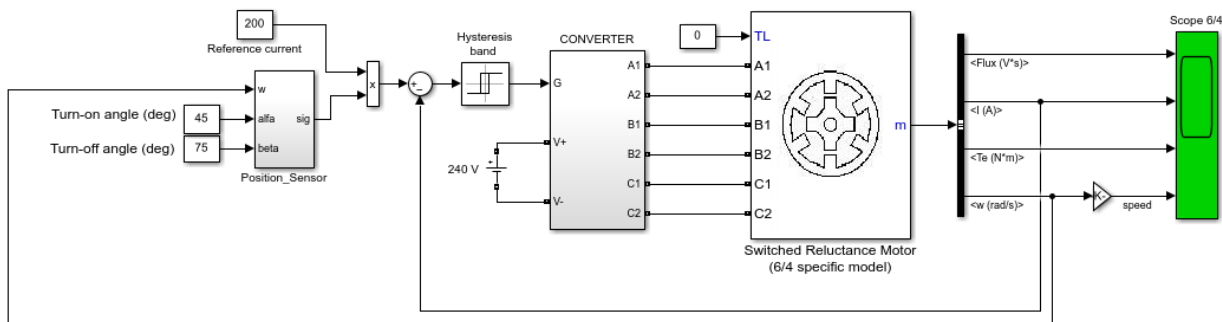 200
Reference current
Turn-on angle (deg)
45
Turn-off angle (deg)
75
w
alfa
beta
sig
Position_Sensor
x
+
-
Hysteresis
band
CONVERTER
G
V+
V-
240 V
+
A1
A2
B1
B2
C1
C2
0
TL
A1
A2
B1
B2
C1
C2
m
Switched Reluctance Motor
(6/4 specific model)
<Flux (V*s)>
<I (A)>
<Te (N*m)>
<w (rad/s)>
K-
speed
Scope 6/4